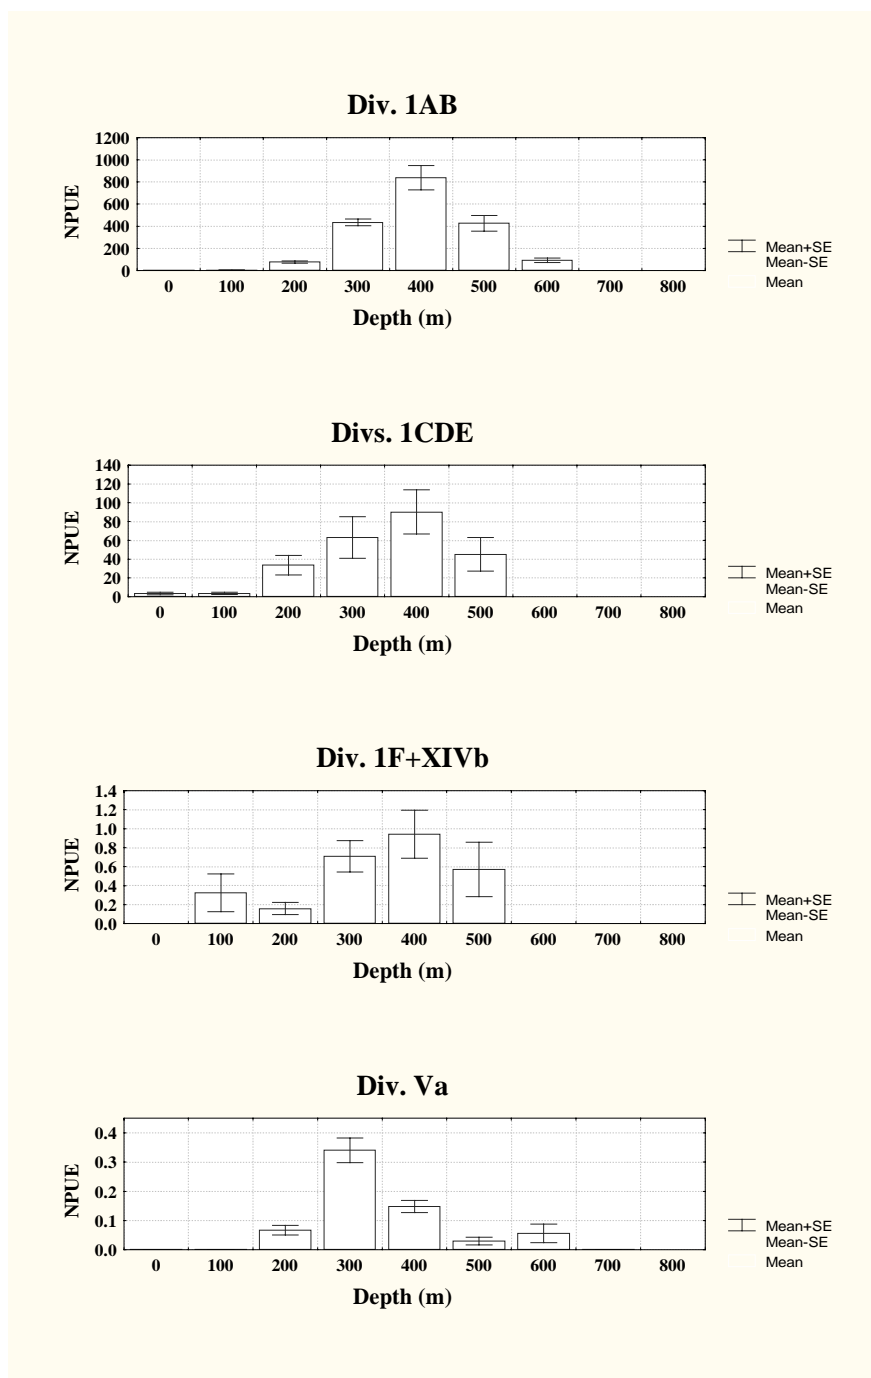 Div. 1AB
1200
1000
800
600
400
200
0
NPUE
0 100 200 300 400 500 600 700 800
Depth (m)
Mean+SE
Mean-SE
Mean
Divs. 1CDE
140
120
100
80
60
40
20
0
NPUE
0 100 200 300 400 500 600 700 800
Depth (m)
Mean+SE
Mean-SE
Mean
Div. 1F+XIVb
1.4
1.2
1.0
0.8
0.6
0.4
0.2
0.0
NPUE
0 100 200 300 400 500 600 700 800
Depth (m)
Mean+SE
Mean-SE
Mean
Div. Va
0.4
0.3
0.2
0.1
0.0
NPUE
0 100 200 300 400 500 600 700 800
Depth (m)
Mean+SE
Mean-SE
Mean